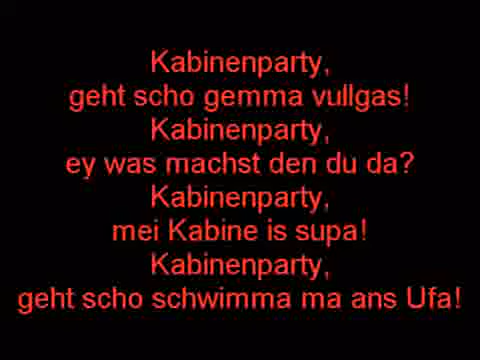 Kabinenparty,
geht scho gemma vullgas!
Kabinenparty,
ey was machst den du da?
Kabinenparty,
mei Kabine is supa!
Kabinenparty,
geht scho schwimma ma ans Ufa!